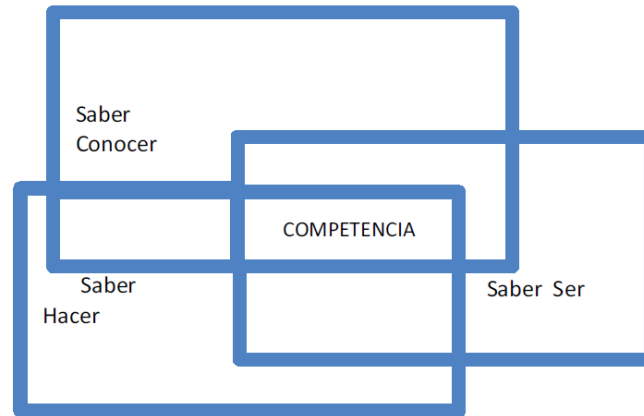 Saber
Conocer
COMPETENCIA
Saber
Hacer
Saber Ser